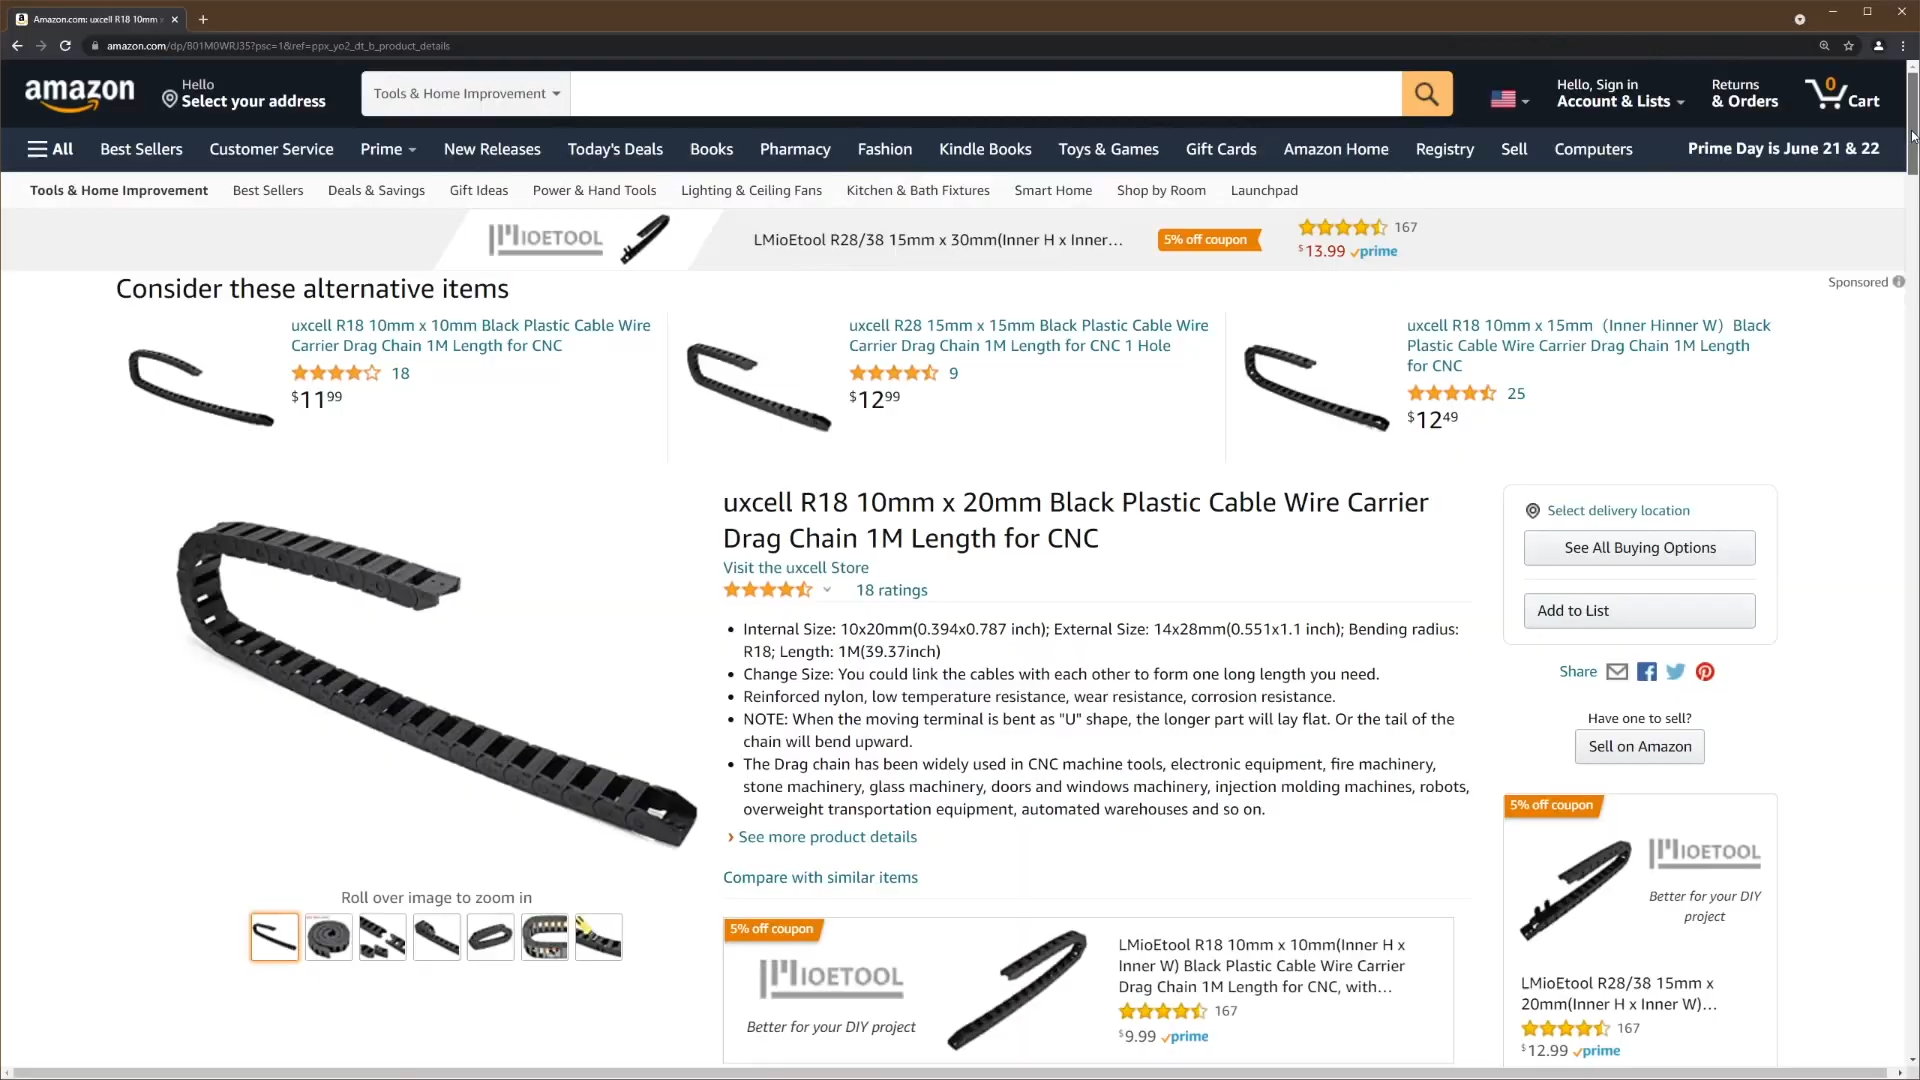 Amazon.com: uxcell R18 10mm
amazon.com/dp/B01M0WRJ35?psc=1&ref=ppx_yo2_dt_b_product_details
amazon
Hello
Select your address
Tools & Home Improvement
Hello, Sign in
Account & Lists
Returns
& Orders
0
Cart
All
Best Sellers
Customer Service
Prime
New Releases
Today's Deals
Books
Pharmacy
Fashion
Kindle Books
Toys & Games
Gift Cards
Amazon Home
Registry
Sell
Computers
Prime Day is June 21 & 22
Tools & Home Improvement
Best Sellers
Deals & Savings
Gift Ideas
Power & Hand Tools
Lighting & Ceiling Fans
Kitchen & Bath Fixtures
Smart Home
Shop by Room
Launchpad
LMIOETOOL
LMioEtool R28/38 15mm x 30mm(Inner H x Inner...
5% off coupon
167
$13.99 prime
Sponsored
Consider these alternative items
uxcell R18 10mm x 10mm Black Plastic Cable Wire
Carrier Drag Chain 1M Length for CNC
18
$11.99
uxcell R28 15mm x 15mm Black Plastic Cable Wire
Carrier Drag Chain 1M Length for CNC 1 Hole
9
$12.99
uxcell R18 10mm x 15mm（Inner Hinner W）Black
Plastic Cable Wire Carrier Drag Chain 1M Length
for CNC
25
$12.49
uxcell R18 10mm x 20mm Black Plastic Cable Wire Carrier
Drag Chain 1M Length for CNC
Visit the uxcell Store
18 ratings
Internal Size: 10x20mm(0.394x0.787 inch); External Size: 14x28mm(0.551x1.1 inch); Bending radius:
R18; Length: 1M(39.37inch)
Change Size: You could link the cables with each other to form one long length you need.
Reinforced nylon, low temperature resistance, wear resistance, corrosion resistance.
NOTE: When the moving terminal is bent as "U" shape, the longer part will lay flat. Or the tail of the
chain will bend upward.
The Drag chain has been widely used in CNC machine tools, electronic equipment, fire machinery,
stone machinery, glass machinery, doors and windows machinery, injection molding machines, robots,
overweight transportation equipment, automated warehouses and so on.
› See more product details
Compare with similar items
Roll over image to zoom in
5% off coupon
LMIOETOOL
Better for your DIY project
LMioEtool R18 10mm x 10mm(Inner H x
Inner W) Black Plastic Cable Wire Carrier
Drag Chain 1M Length for CNC, with...
167
$9.99 prime
Select delivery location
See All Buying Options
Add to List
Share
Have one to sell?
Sell on Amazon
5% off coupon
LMIOETOOL
Better for your DIY
project
LMioEtool R28/38 15mm x
20mm(Inner H x Inner W)...
167
$12.99 prime